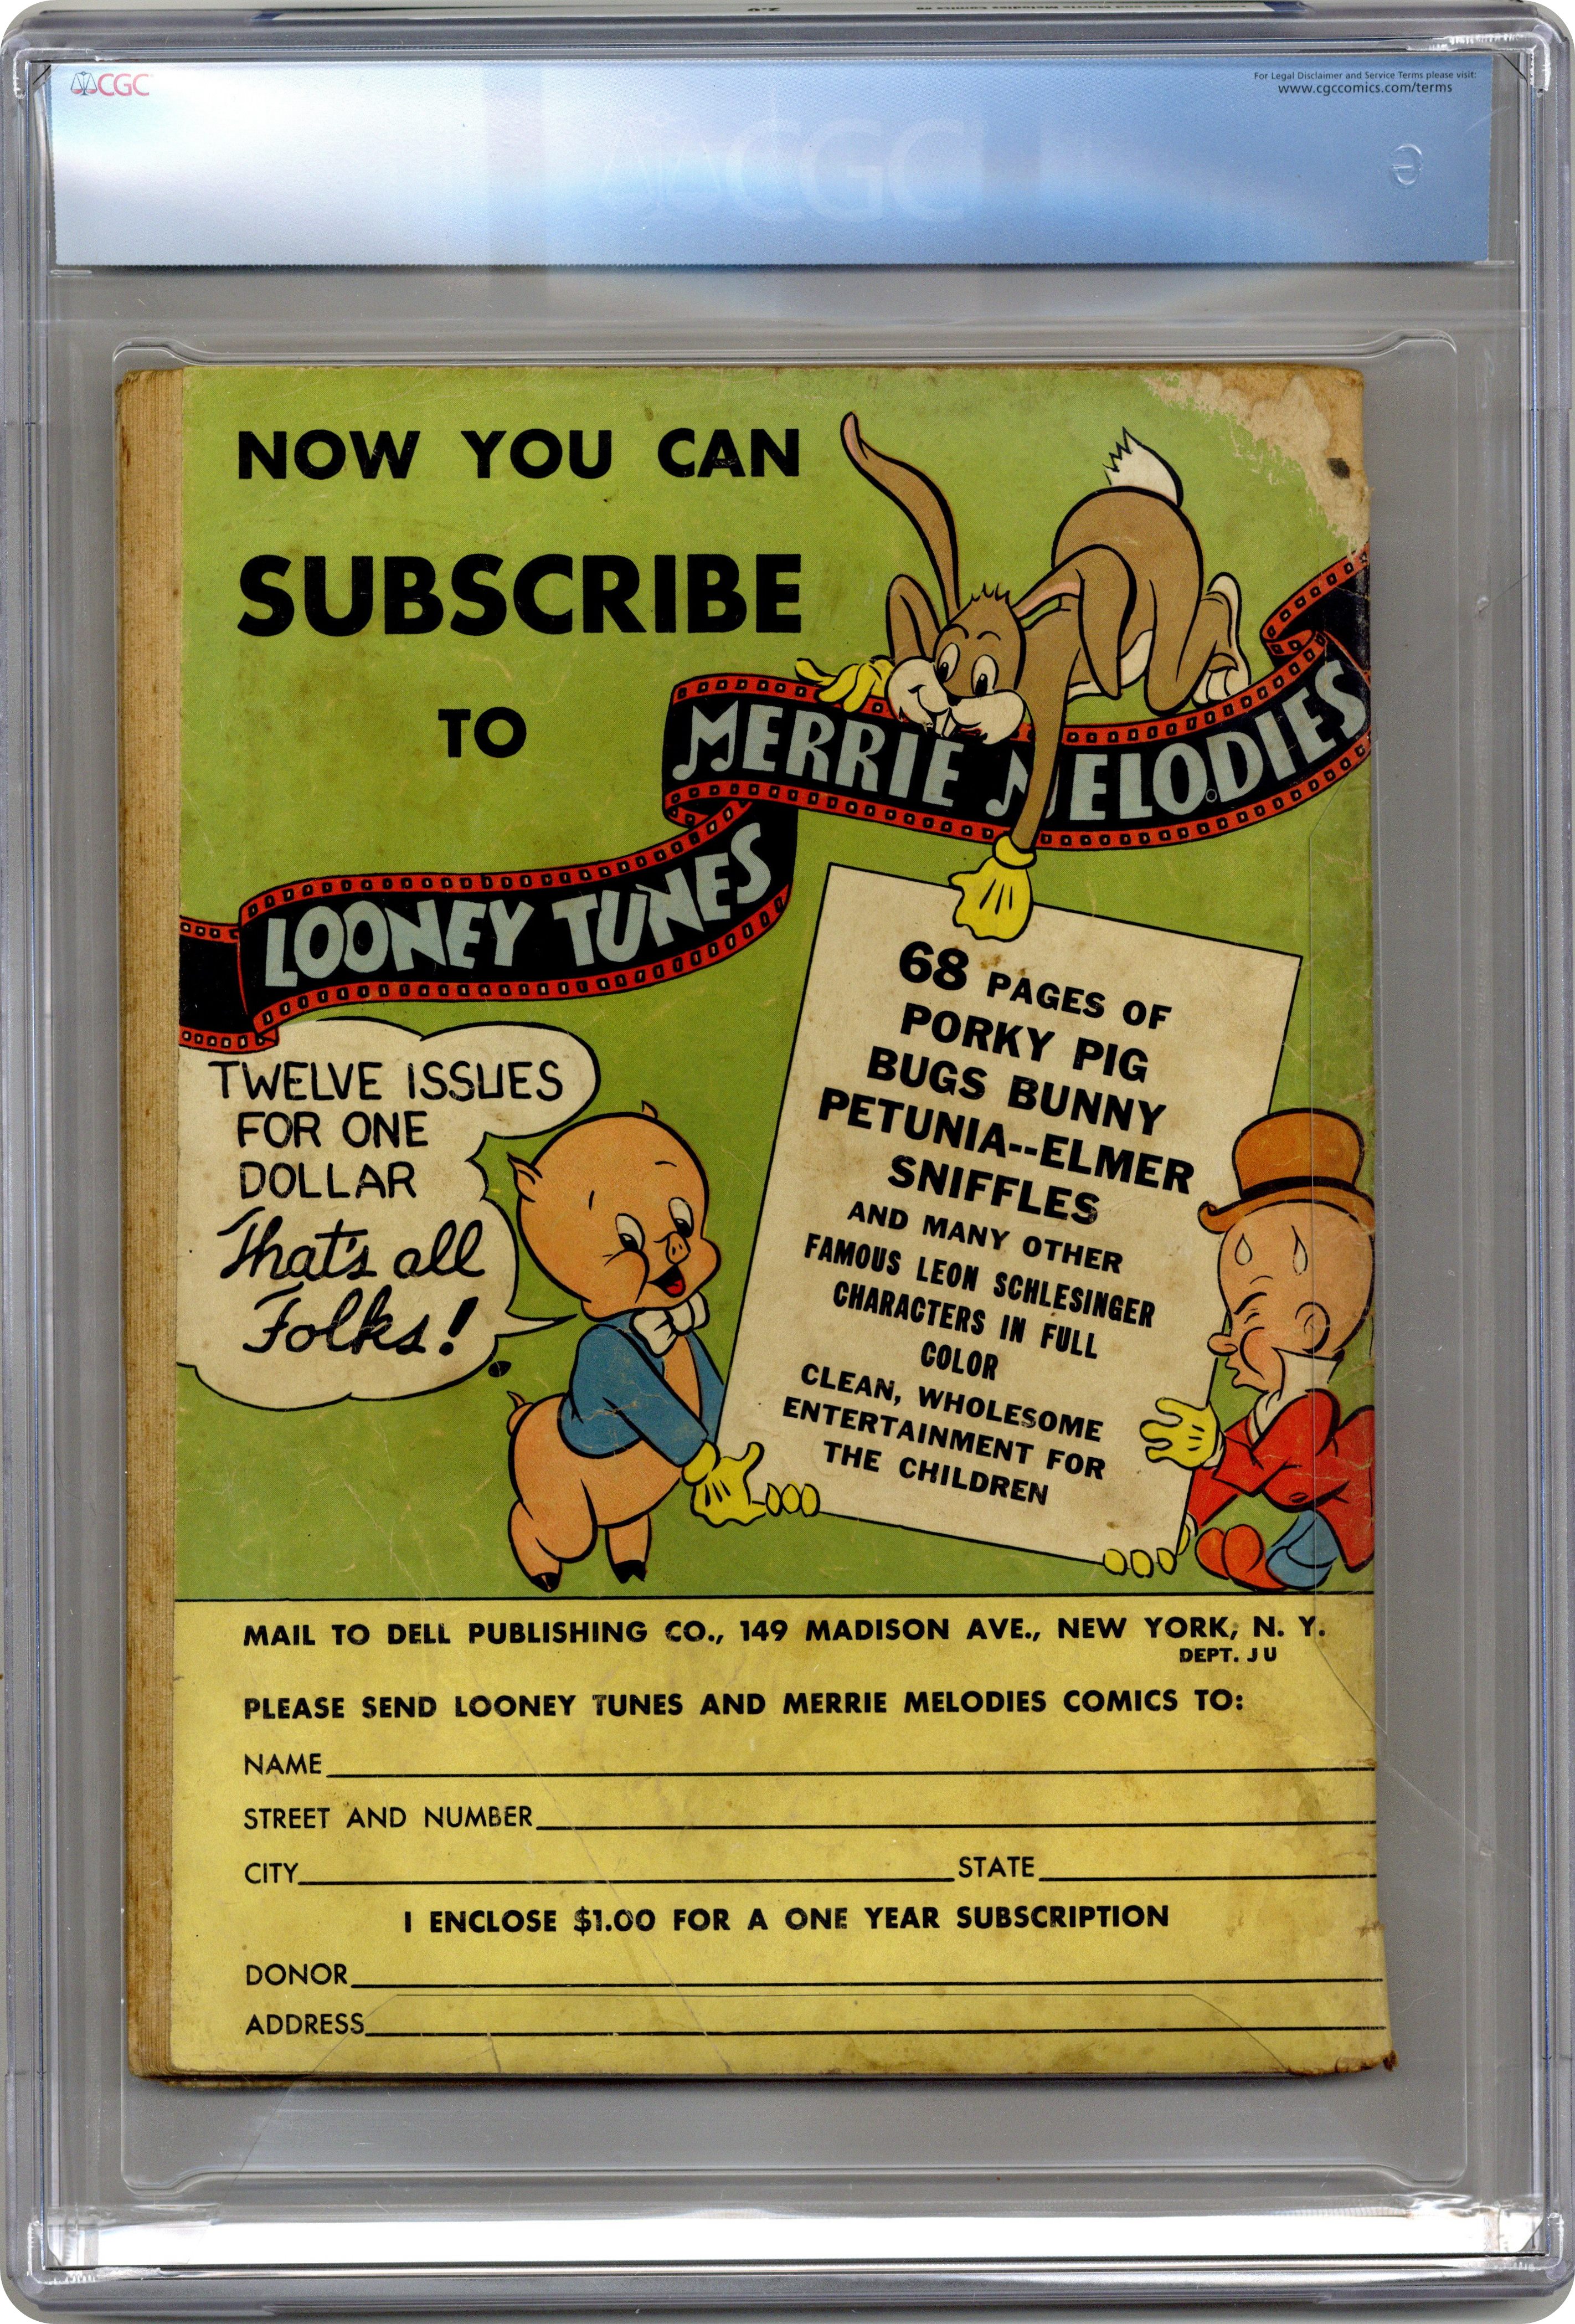 CGC
For Legal Disclaimer and Service Terms please visit:
www.cgccomics.com/terms
CGC
NOW YOU CAN
SUBSCRIBE
TO
MERRIE MELODIES
LOONEY TUNES
TWELVE ISSUES
FOR ONE
DOLLAR
That's all
Folks!
68 PAGES OF
PORKY PIG
BUGS BUNNY
PETUNIA--ELMER
SNIFFLES
AND MANY OTHER
FAMOUS LEON SCHLESINGER
CHARACTERS IN FULL
COLOR
CLEAN, WHOLESOME
ENTERTAINMENT FOR
THE CHILDREN
MAIL TO DELL PUBLISHING CO., 149 MADISON AVE., NEW YORK, N. Y.
DEPT. J U
PLEASE SEND LOONEY TUNES AND MERRIE MELODIES COMICS TO:
NAME
STREET AND NUMBER
CITY STATE
I ENCLOSE $1.00 FOR A ONE YEAR SUBSCRIPTION
DONOR
ADDRESS